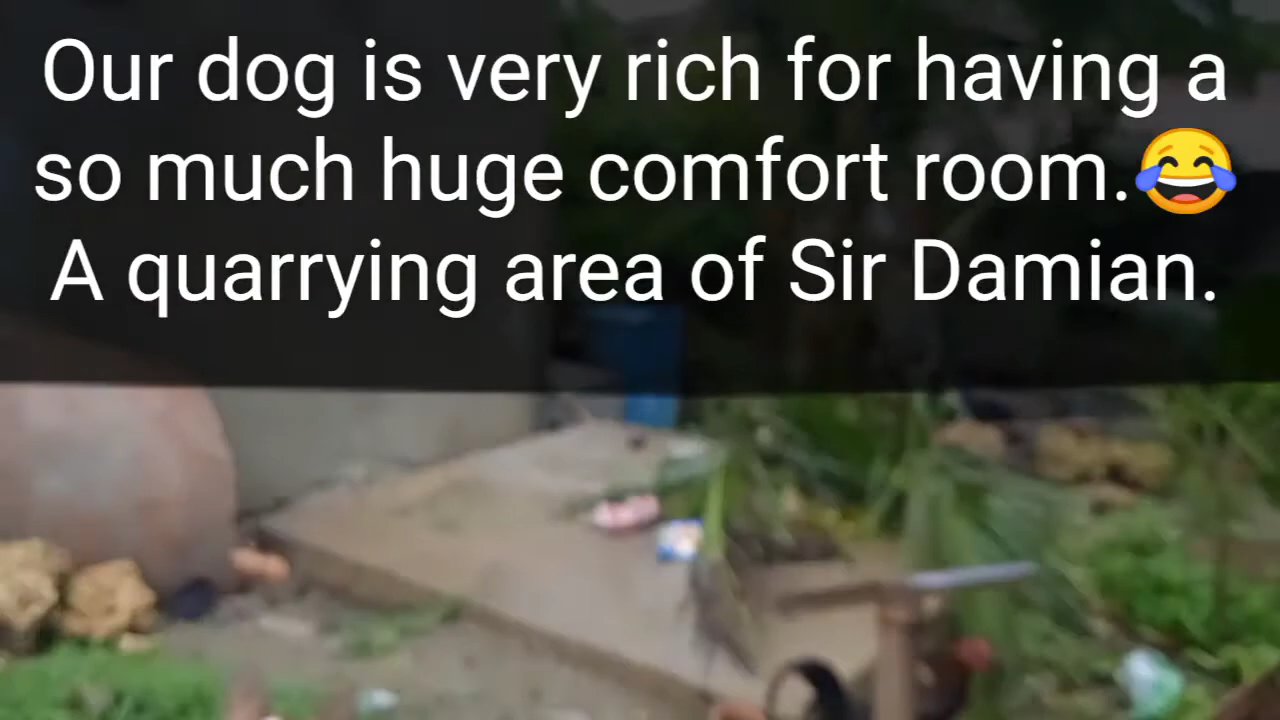 Our dog is very rich for having a
so much huge comfort room.😂
A quarrying area of Sir Damian.